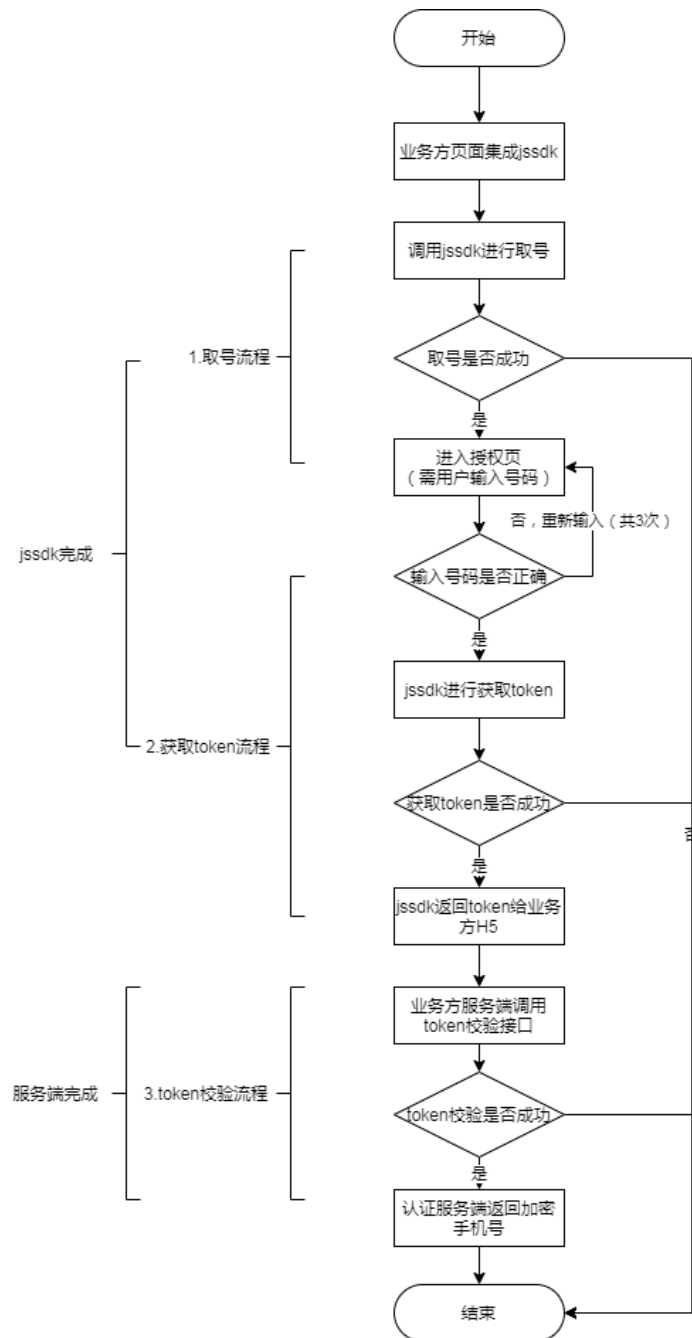 开始
业务方页面集成jssdk
调用jssdk进行取号
1.取号流程
取号是否成功
是
进入授权页
（需用户输入号码）
否，重新输入（共3次）
jssdk完成
输入号码是否正确
是
jssdk进行获取token
2.获取token流程
获取token是否成功
否
是
jssdk返回token给业务
方H5
业务方服务端调用
token校验接口
服务端完成
3.token校验流程
token校验是否成功
是
认证服务端返回加密
手机号
结束